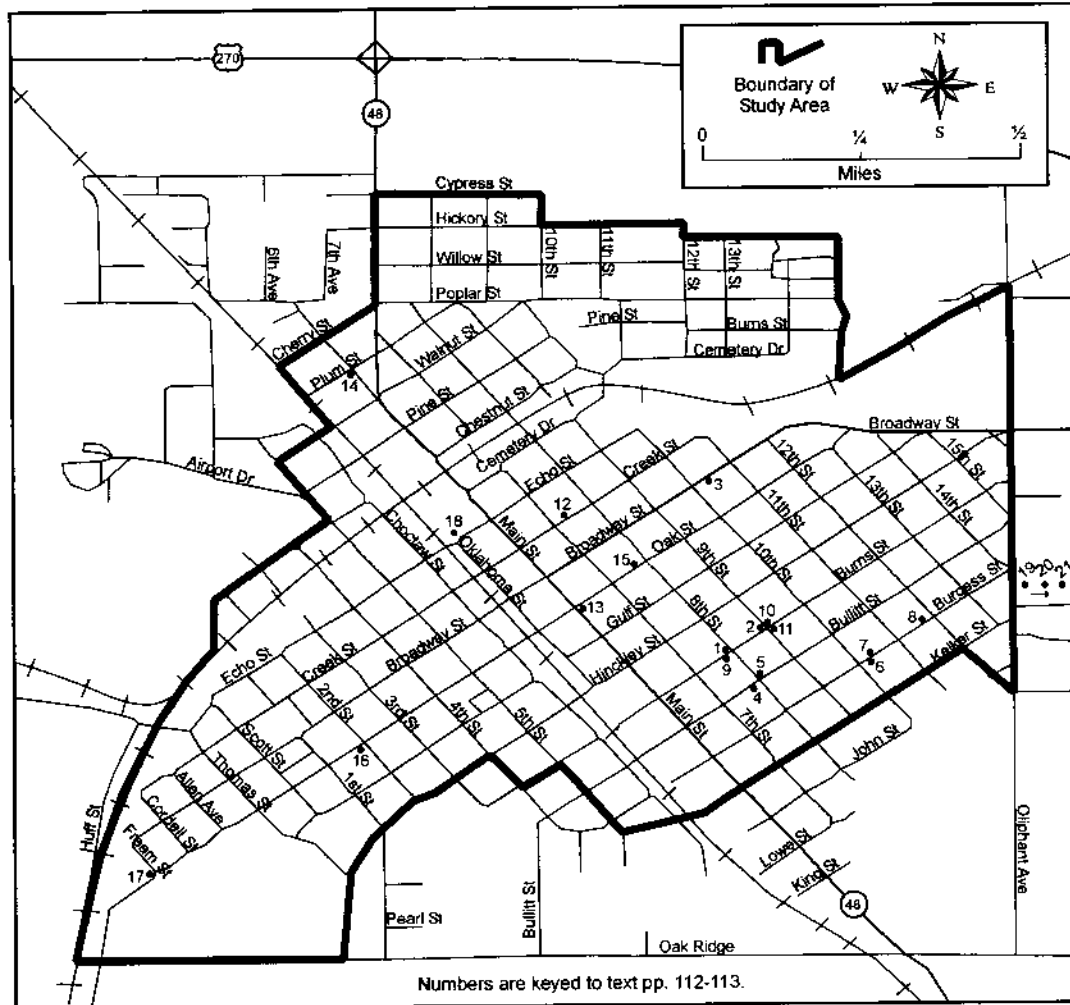 270
48
Boundary of
Study Area
N
W
E
S
0
¼
½
Miles
Cypress St
Hickory St
Willow St
Poplar St
6th Ave
7th Ave
10th St
11th St
12th St
13th St
Pine St
Burns St
Cemetery Dr
Cherry St
Plum St
14
Walnut St
Pine St
Chestnut St
Cemetery Dr
Airport Dr
Echo St
Creek St
Broadway St
12
3
12th St
11th St
13th St
14th St
15th St
Choctaw St
18
Oklahoma St
Main St
Broadway St
15
Oak St
9th St
10th St
Burns St
Burgess St
19
20
21
13
Gulf St
8th St
10
2
11
Bullith St
8
Kelker St
Hinckley St
1
9
5
4
7
6
Echo St
Creek St
Broadway St
2nd St
3rd St
4th St
5th St
Main St
7th St
John St
Scott St
16
1st St
Thomas St
Allen Ave
Cordell St
Freem St
17
Huff St
Lowe St
King St
48
Oliphant Ave
Pearl St
Bullitt St
Oak Ridge
Numbers are keyed to text pp. 112-113.